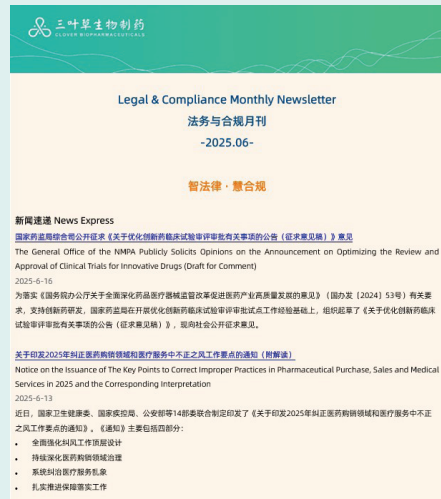 三叶草生物制药
CLOVER BIOPHARMACEUTICALS
Legal & Compliance Monthly Newsletter
法务与合规月刊
-2025.06-
智法律·慧合规
新闻速递 News Express
国家药监局综合司公开征求《关于优化创新药临床试验审评审批有关事项的公告（征求意见稿）》意见
The General Office of the NMPA Publicly Solicits Opinions on the Announcement on Optimizing the Review and
Approval of Clinical Trials for Innovative Drugs (Draft for Comment)
2025-6-16
为落实《国务院办公厅关于全面深化药品医疗器械监管改革促进医药产业高质量发展的意见》（国办发〔2024〕53号）有关要
求，支持创新药研发，国家药监局在开展优化创新药临床试验审评审批试点工作经验基础上，组织起草了《关于优化创新药临床
试验审评审批有关事项的公告（征求意见稿）》，现向社会公开征求意见。
关于印发2025年纠正医药购销领域和医疗服务中不正之风工作要点的通知（附解读）
Notice on the Issuance of The Key Points to Correct Improper Practices in Pharmaceutical Purchase, Sales and Medical
Services in 2025 and the Corresponding Interpretation
2025-6-13
近日，国家卫生健康委、国家疾控局、公安部等14部委联合制定印发了《关于印发2025年纠正医药购销领域和医疗服务中不正
之风工作要点的通知》。《通知》主要包括四部分：
• 全面强化纠风工作顶层设计
• 持续深化医药购销领域治理
• 系统纠治医疗服务乱象
• 扎实推进保障落实工作